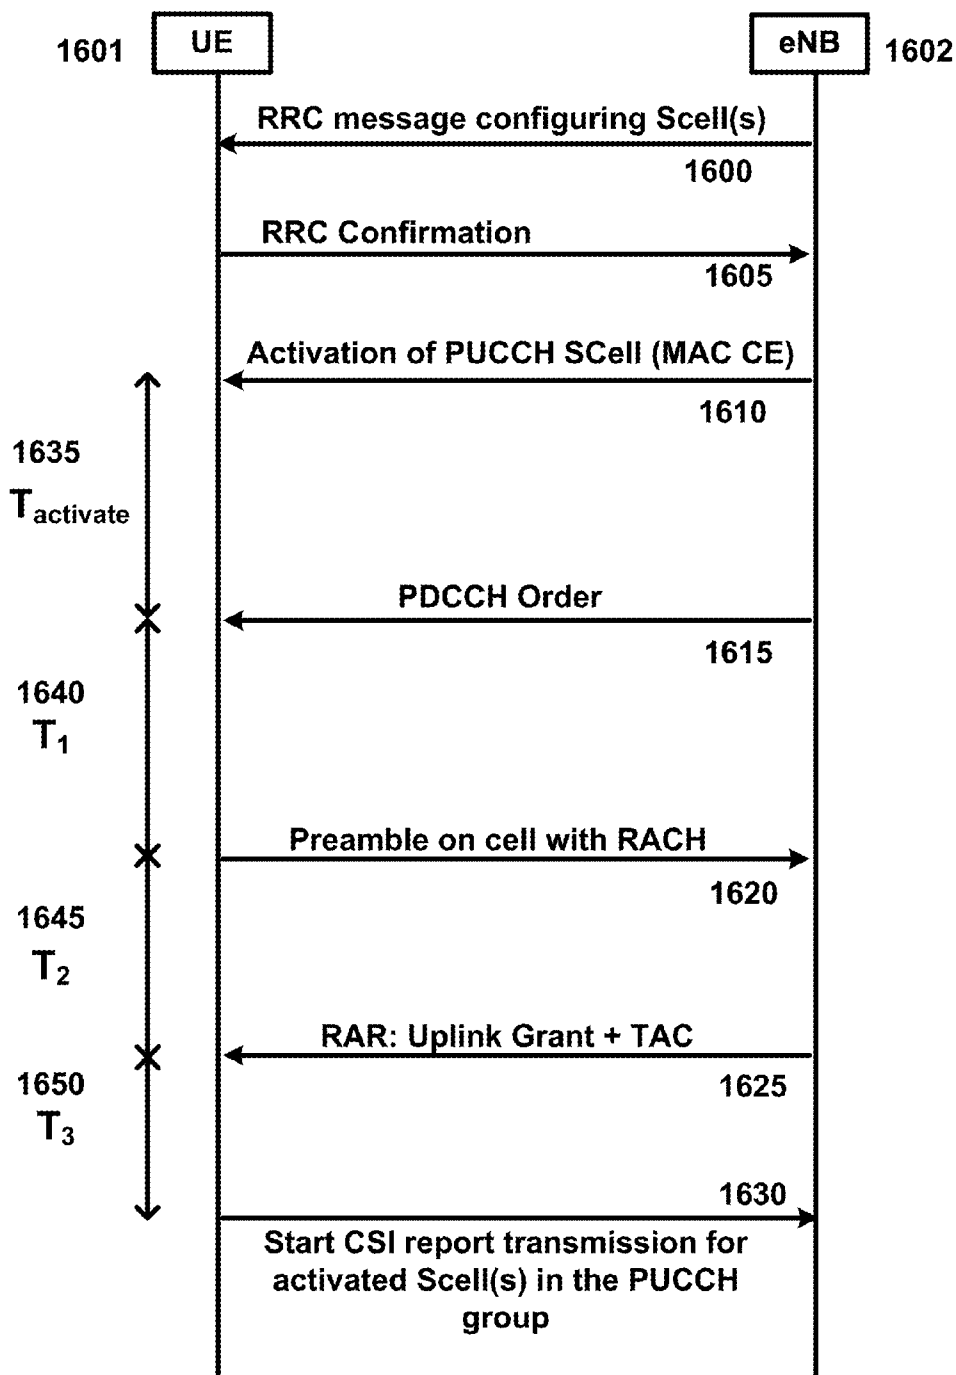 1601
UE
eNB
1602
RRC message configuring Scell(s)
1600
RRC Confirmation
1605
Activation of PUCCH SCell (MAC CE)
1610
1635
Tactivate
PDCCH Order
1615
1640
T1
Preamble on cell with RACH
1620
1645
T2
RAR: Uplink Grant + TAC
1625
1650
T3
1630
Start CSI report transmission for
activated Scell(s) in the PUCCH
group